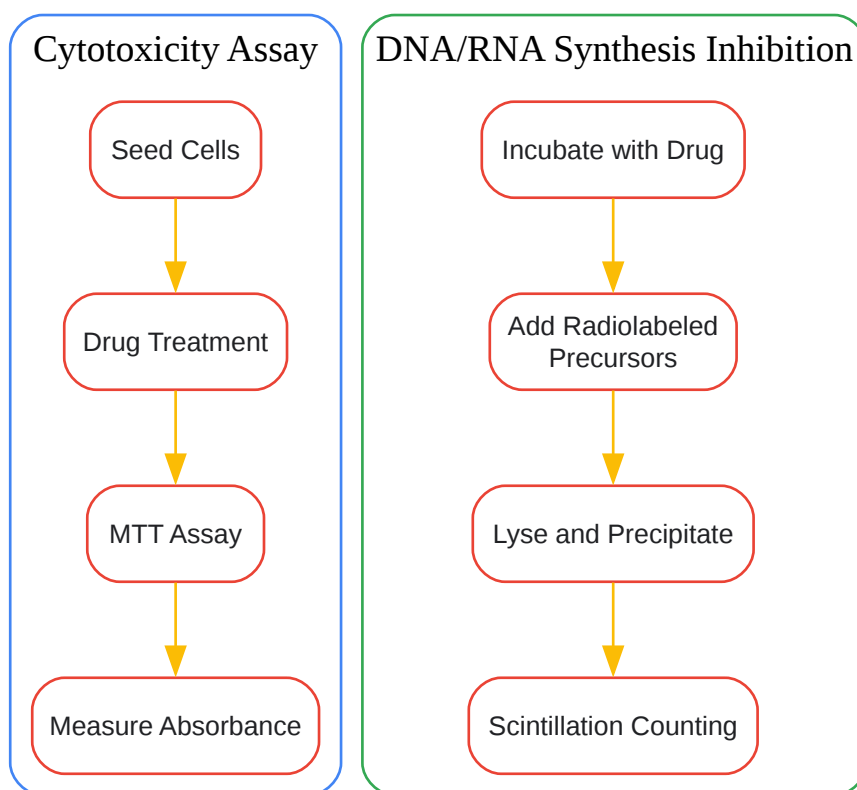 Cytotoxicity Assay
Seed Cells
Drug Treatment
MTT Assay
Measure Absorbance
DNA/RNA Synthesis Inhibition
Incubate with Drug
Add Radiolabeled
Precursors
Lyse and Precipitate
Scintillation Counting